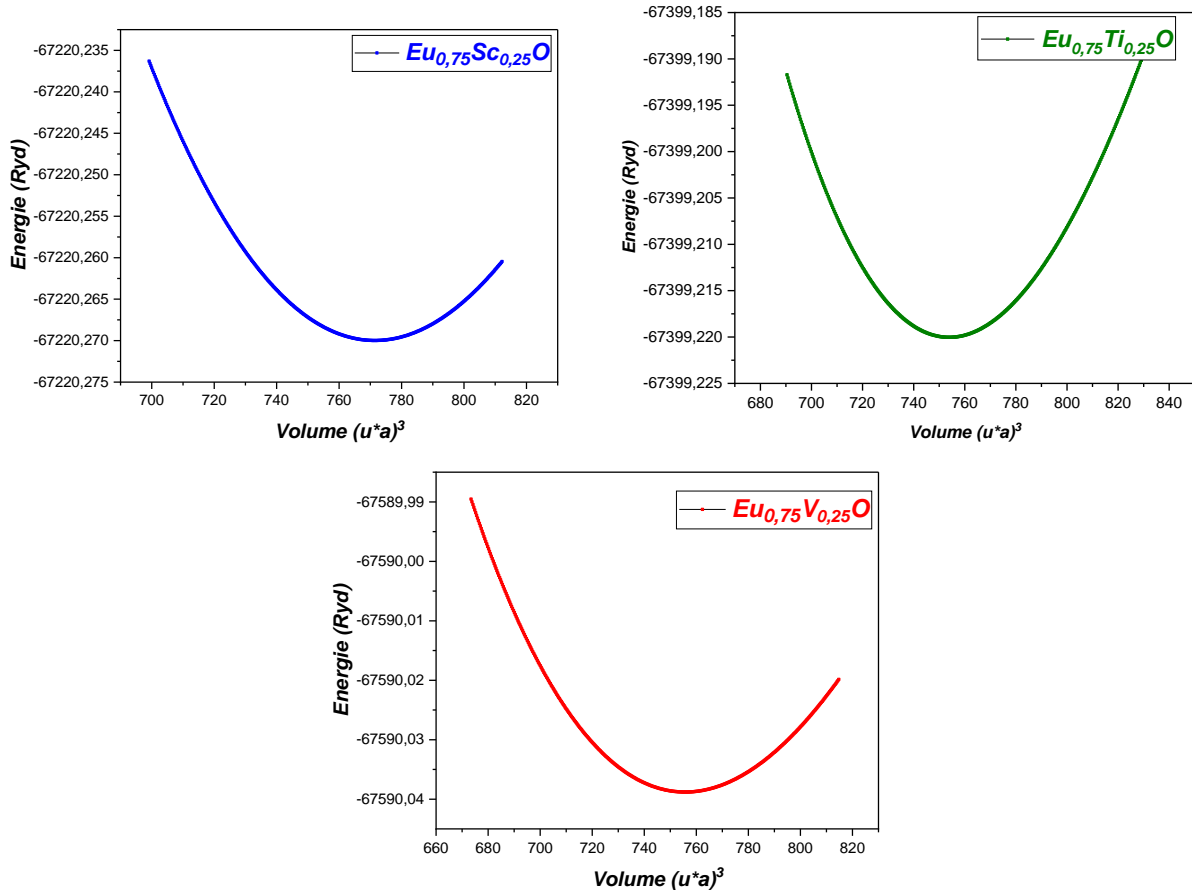 Eu0,75Sc0,25O
-67220,235
-67220,240
-67220,245
-67220,250
-67220,255
-67220,260
-67220,265
-67220,270
-67220,275
Energie (Ryd)
700 720 740 760 780 800 820
Volume (u*a)^3
Eu0,75Ti0,25O
-67399,185
-67399,190
-67399,195
-67399,200
-67399,205
-67399,210
-67399,215
-67399,220
-67399,225
Energie (Ryd)
680 700 720 740 760 780 800 820 840
Volume (u*a)^3
Eu0,75V0,25O
-67589,99
-67590,00
-67590,01
-67590,02
-67590,03
-67590,04
Energie (Ryd)
660 680 700 720 740 760 780 800 820
Volume (u*a)^3